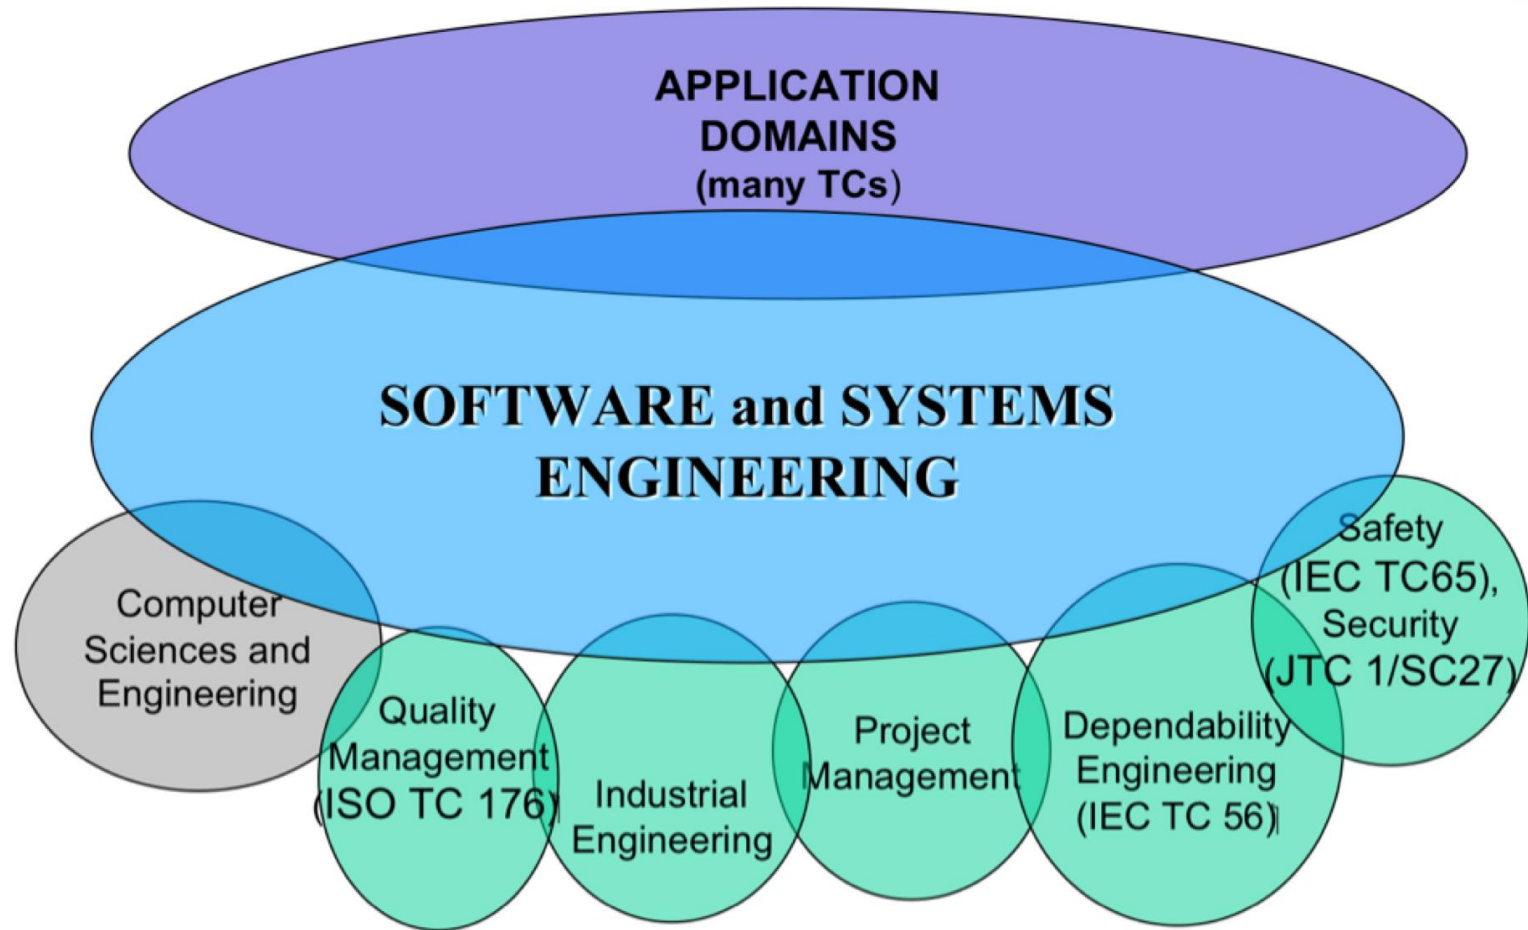 APPLICATION
DOMAINS
(many TCs)
SOFTWARE and SYSTEMS
ENGINEERING
Computer
Sciences and
Engineering
Quality
Management
(ISO TC 176)
Industrial
Engineering
Project
Management
Dependability
Engineering
(IEC TC 56)
Safety
(IEC TC65),
Security
(JTC 1/SC27)